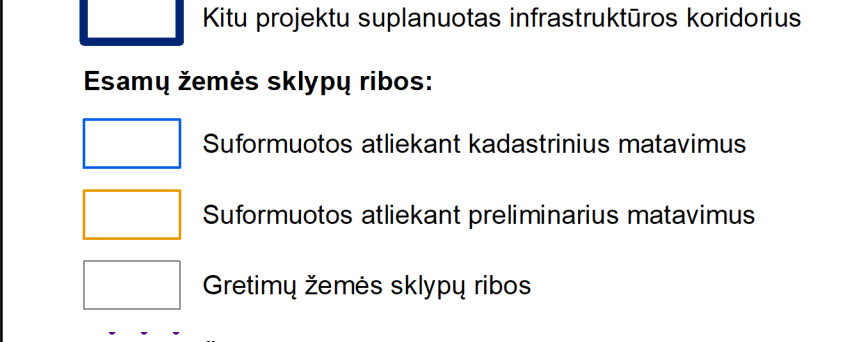 Kitu projektu suplanuotas infrastruktūros koridorius
Esamų žemės sklypų ribos:
Suformuotos atliekant kadastrinius matavimus
Suformuotos atliekant preliminarius matavimus
Gretimų žemės sklypų ribos